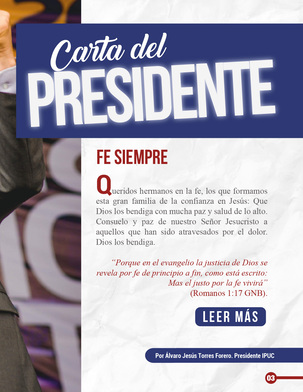 Carta del
PRESIDENTE
FE SIEMPRE
Queridos hermanos en la fe, los que formamos
esta gran familia de la confianza en Jesús: Que
Dios los bendiga con mucha paz y salud de lo alto.
Consuelo y paz de nuestro Señor Jesucristo a
aquellos que han sido atravesados por el dolor.
Dios los bendiga.
"Porque en el evangelio la justicia de Dios se
revela por fe de principio a fin, como está escrito:
Mas el justo por la fe vivirá"
(Romanos 1:17 GNB).
LEER MÁS
Por Álvaro Jesús Torres Forero. Presidente IPUC
03